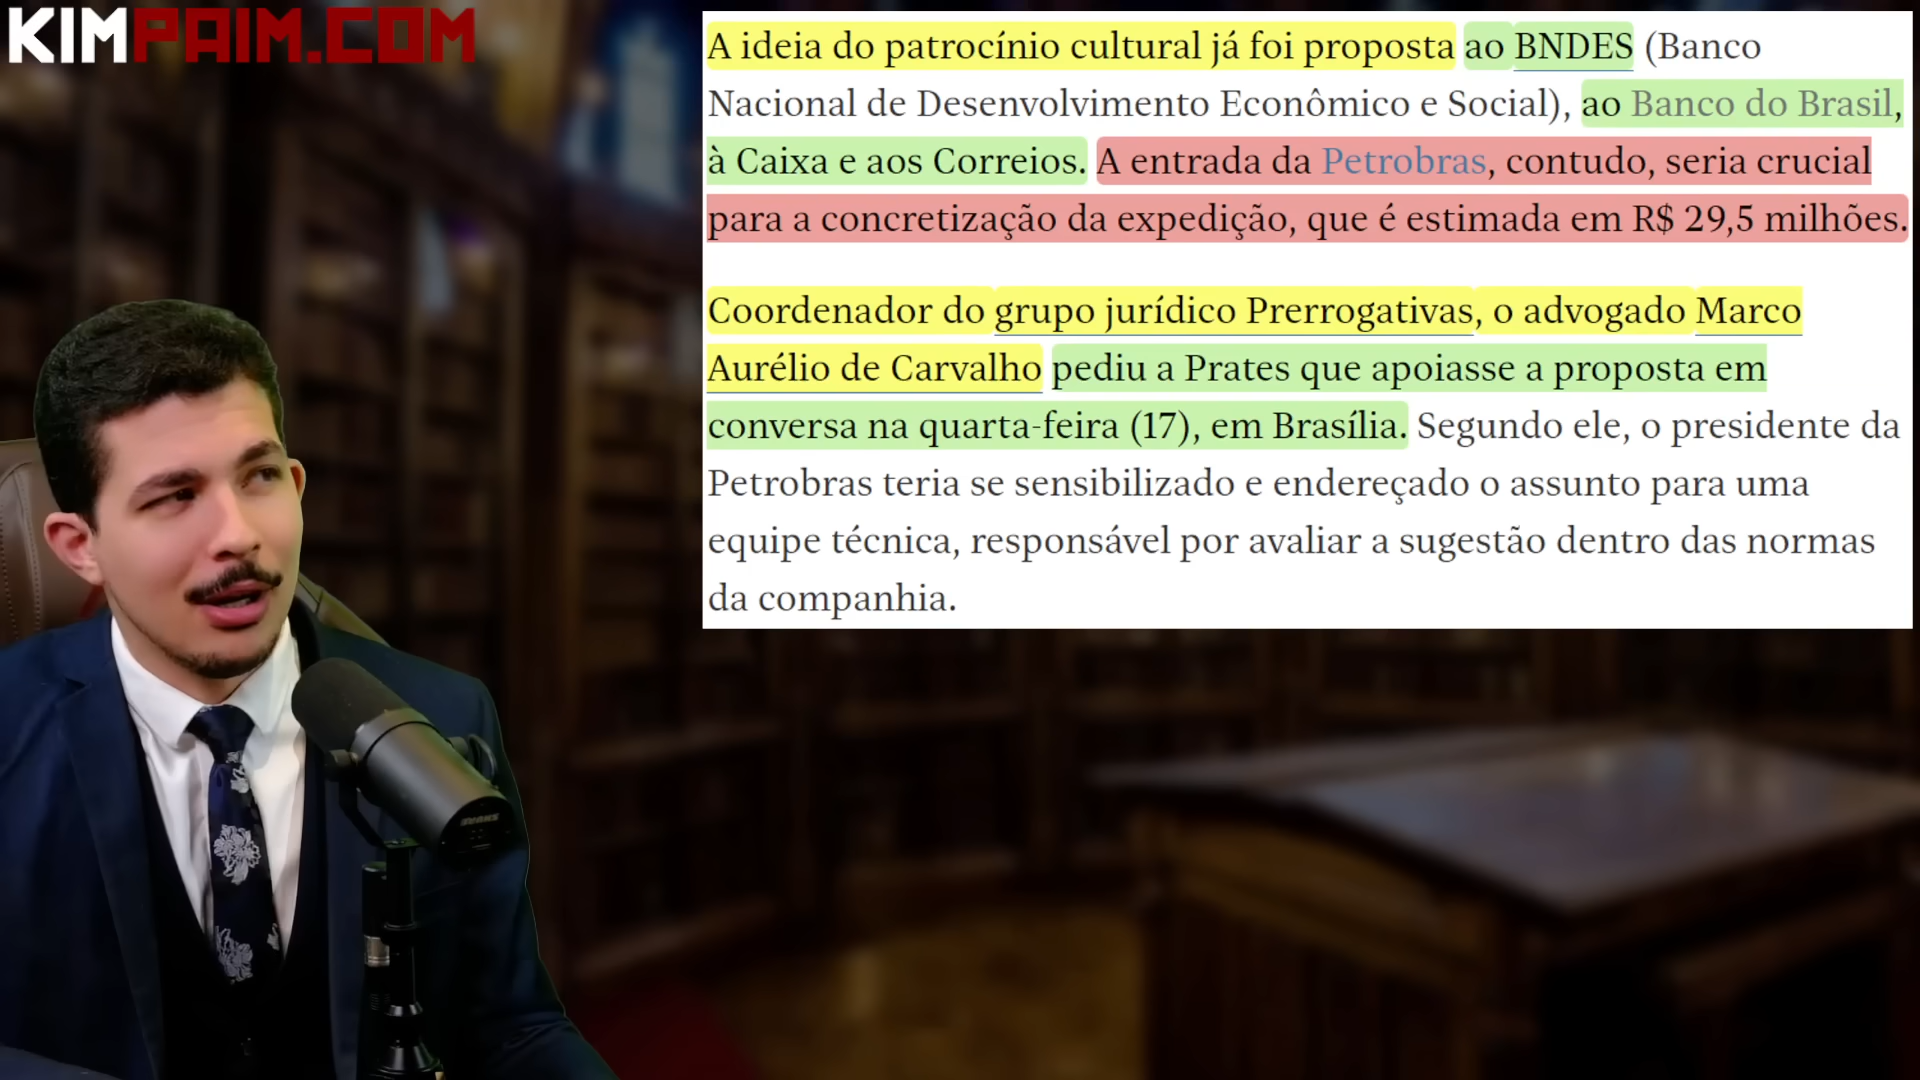 KIMPAIM.COM
A ideia do patrocínio cultural já foi proposta ao BNDES (Banco
Nacional de Desenvolvimento Econômico e Social), ao Banco do Brasil,
à Caixa e aos Correios. A entrada da Petrobras, contudo, seria crucial
para a concretização da expedição, que é estimada em R$ 29,5 milhões.
Coordenador do grupo jurídico Prerrogativas, o advogado Marco
Aurélio de Carvalho pediu a Prates que apoiasse a proposta em
conversa na quarta-feira (17), em Brasília. Segundo ele, o presidente da
Petrobras teria se sensibilizado e endereçado o assunto para uma
equipe técnica, responsável por avaliar a sugestão dentro das normas
da companhia.